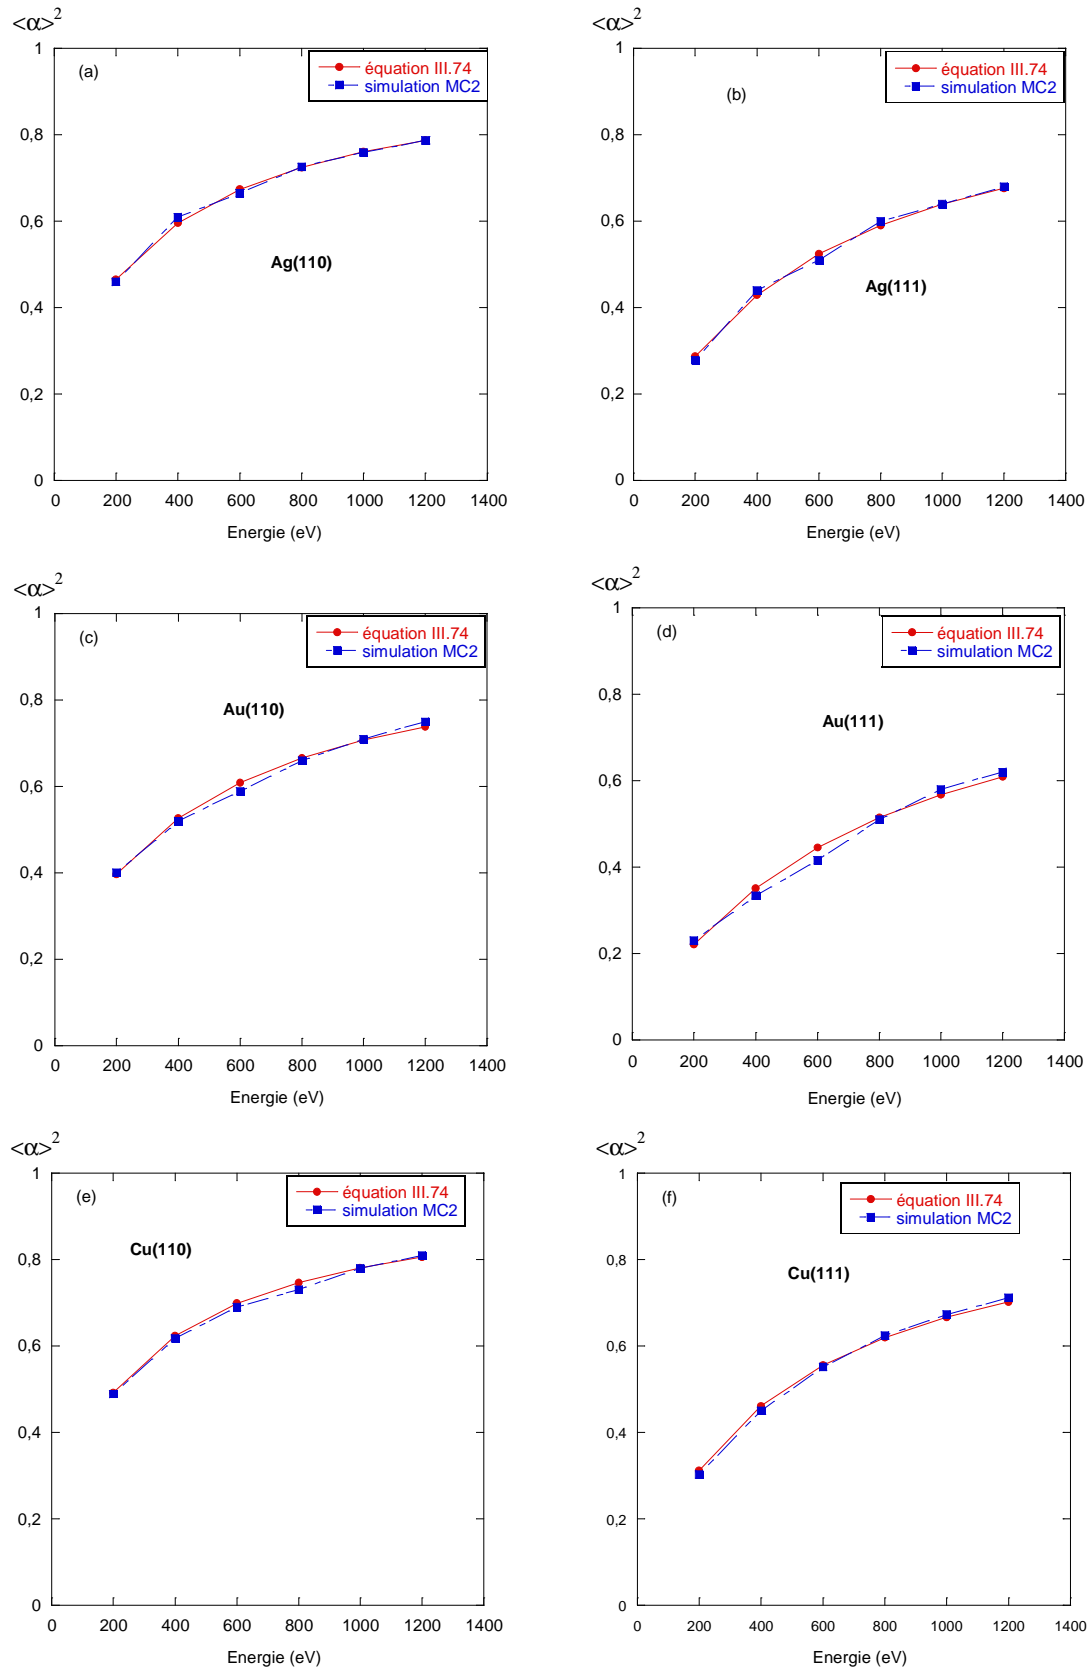 <α>²
1
(a)
équation III.74
simulation MC2
0,8
0,6
Ag(110)
0,4
0,2
0
0 200 400 600 800 1000 1200 1400
Energie (eV)
<α>²
1
(b)
équation III.74
simulation MC2
0,8
0,6
Ag(111)
0,4
0,2
0
0 200 400 600 800 1000 1200 1400
Energie (eV)
<α>²
1
(c)
équation III.74
simulation MC2
Au(110)
0,8
0,6
0,4
0,2
0
0 200 400 600 800 1000 1200 1400
Energie (eV)
<α>²
1
(d)
équation III.74
simulation MC2
0,8
Au(111)
0,6
0,4
0,2
0
0 200 400 600 800 1000 1200 1400
Energie (eV)
<α>²
1
(e)
équation III.74
simulation MC2
Cu(110)
0,8
0,6
0,4
0,2
0
0 200 400 600 800 1000 1200 1400
Energie (eV)
<α>²
1
(f)
équation III.74
simulation MC2
0,8
Cu(111)
0,6
0,4
0,2
0
0 200 400 600 800 1000 1200 1400
Energie (eV)